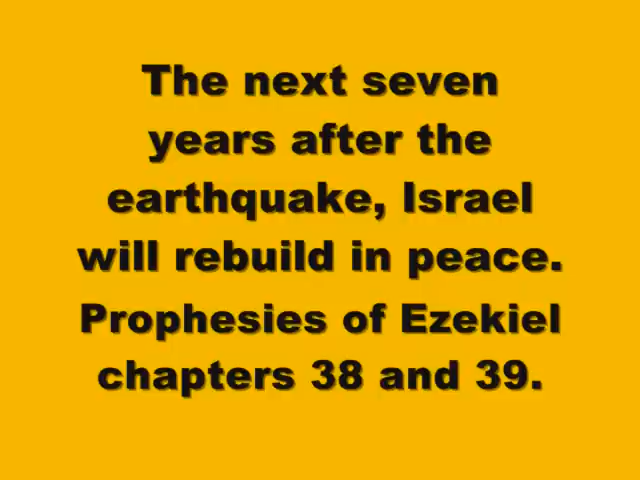 The next seven
years after the
earthquake, Israel
will rebuild in peace.
Prophesies of Ezekiel
chapters 38 and 39.